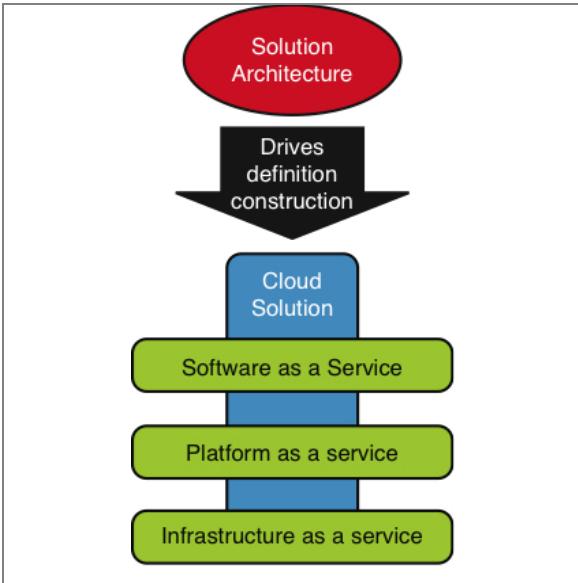 Solution
Architecture
Drives
definition
construction
Cloud
Solution
Software as a Service
Platform as a service
Infrastructure as a service